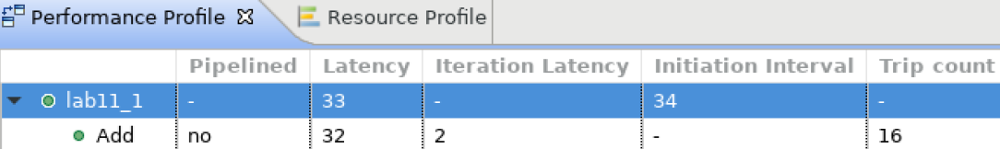 Performance Profile Resource Profile
Pipelined Latency Iteration Latency Initiation Interval Trip count
lab11_1 - 33 - 34 -
Add no 32 2 - 16